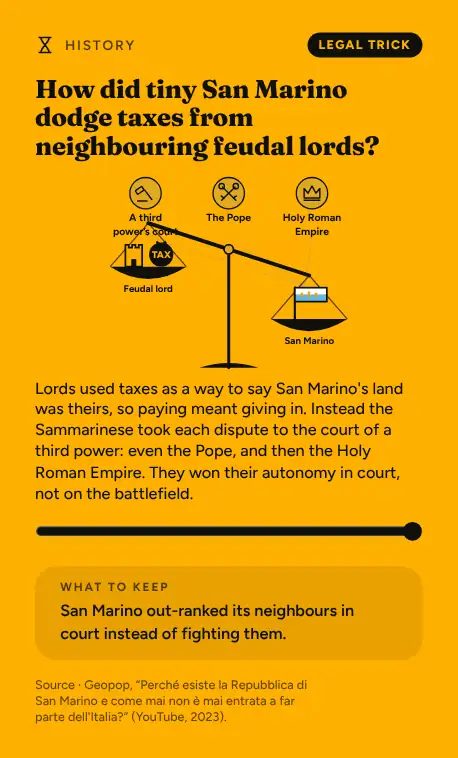 HISTORY
LEGAL TRICK
How did tiny San Marino
dodge taxes from
neighbouring feudal lords?
A third
power's court
The Pope
Holy Roman
Empire
TAX
Feudal lord
San Marino
Lords used taxes as a way to say San Marino's land
was theirs, so paying meant giving in. Instead the
Sammarinese took each dispute to the court of a
third power: even the Pope, and then the Holy
Roman Empire. They won their autonomy in court,
not on the battlefield.
WHAT TO KEEP
San Marino out-ranked its neighbours in
court instead of fighting them.
Source · Geopop, “Perché esiste la Repubblica di
San Marino e come mai non è mai entrata a far
parte dell'Italia?” (YouTube, 2023).